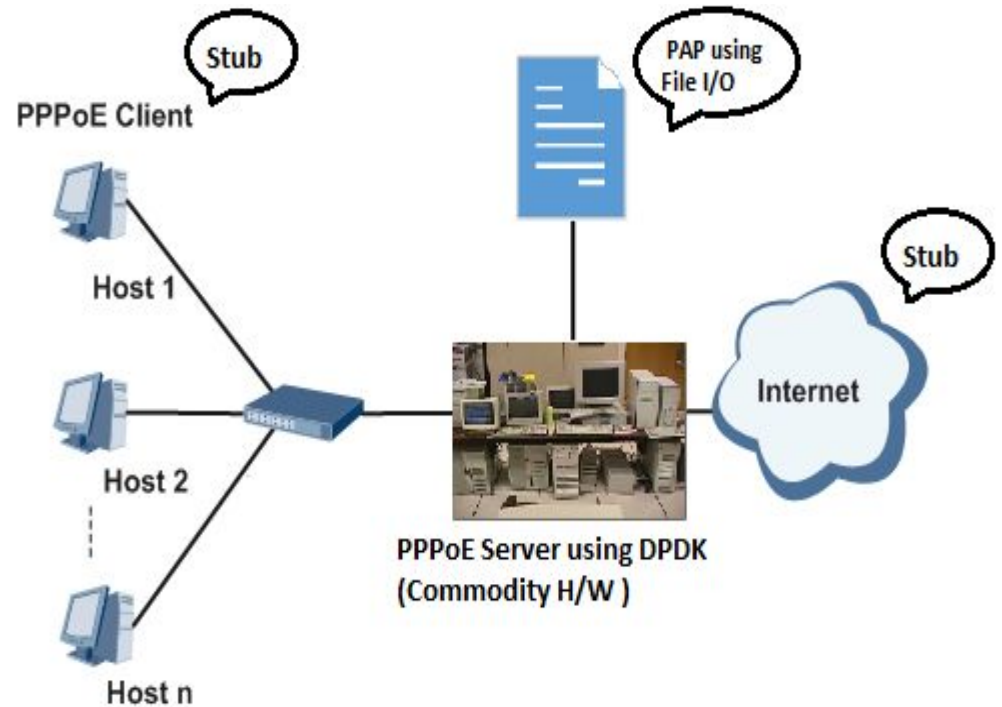 Stub
PAP using
File I/O
PPPoE Client
Host 1
Stub
Internet
Host 2
PPPoE Server using DPDK
(Commodity H/W )
Host n